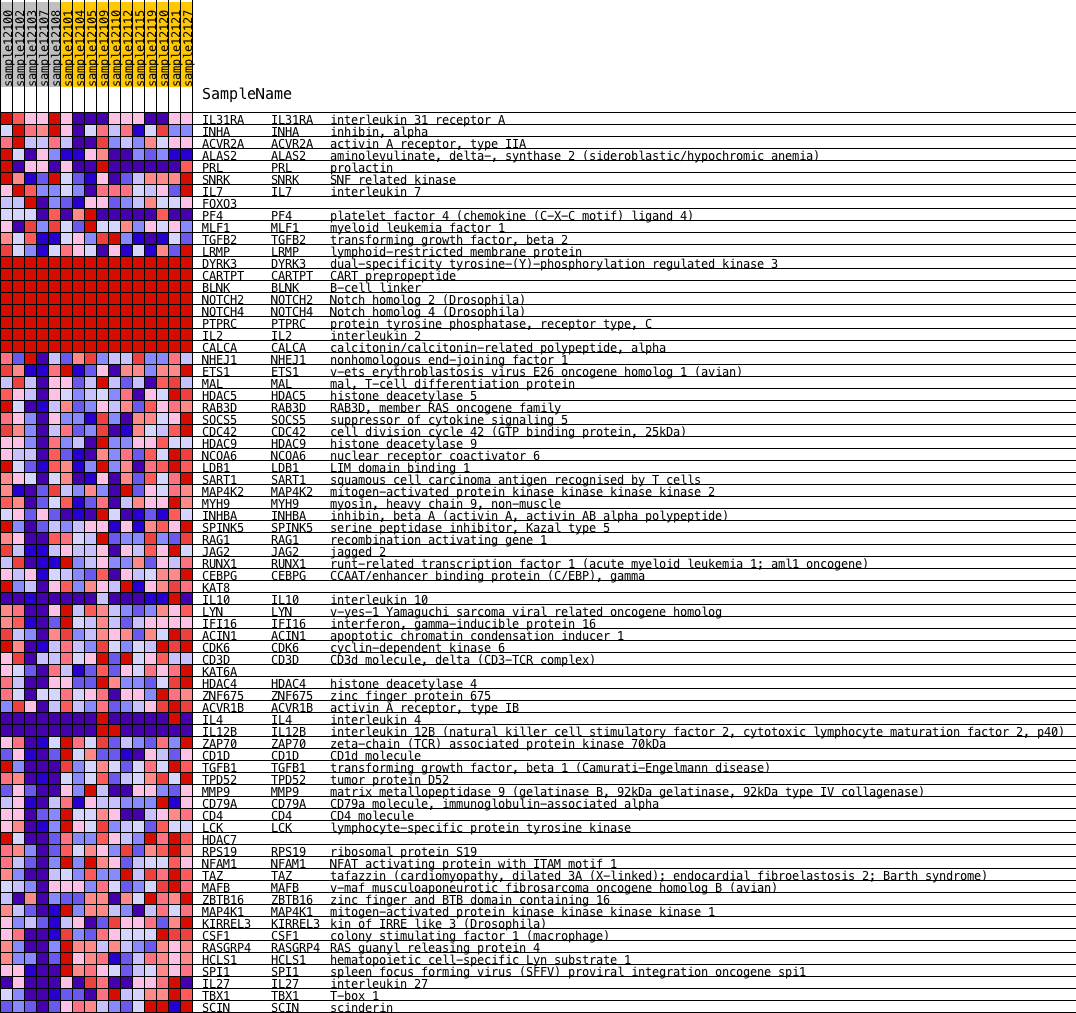 sample12100
sample12102
sample12103
sample12107
sample12108
sample12101
sample12104
sample12105
sample12109
sample12110
sample12112
sample12115
sample12119
sample12120
sample12121
sample12127
SampleName
IL31RA IL31RA interleukin 31 receptor A
INHA INHA inhibin, alpha
ACVR2A ACVR2A activin A receptor, type IIA
ALAS2 ALAS2 aminolevulinate, delta-, synthase 2 (sideroblastic/hypochromic anemia)
PRL PRL prolactin
SNRK SNRK SNF related kinase
IL7 IL7 interleukin 7
FOXO3
PF4 PF4 platelet factor 4 (chemokine (C-X-C motif) ligand 4)
MLF1 MLF1 myeloid leukemia factor 1
TGFB2 TGFB2 transforming growth factor, beta 2
LRMP LRMP lymphoid-restricted membrane protein
DYRK3 DYRK3 dual-specificity tyrosine-(Y)-phosphorylation regulated kinase 3
CARTPT CARTPT CART prepropeptide
BLNK BLNK B-cell linker
NOTCH2 NOTCH2 Notch homolog 2 (Drosophila)
NOTCH4 NOTCH4 Notch homolog 4 (Drosophila)
PTPRC PTPRC protein tyrosine phosphatase, receptor type, C
IL2 IL2 interleukin 2
CALCA CALCA calcitonin/calcitonin-related polypeptide, alpha
NHEJ1 NHEJ1 nonhomologous end-joining factor 1
ETS1 ETS1 v-ets erythroblastosis virus E26 oncogene homolog 1 (avian)
MAL MAL mal, T-cell differentiation protein
HDAC5 HDAC5 histone deacetylase 5
RAB3D RAB3D RAB3D, member RAS oncogene family
SOCS5 SOCS5 suppressor of cytokine signaling 5
CDC42 CDC42 cell division cycle 42 (GTP binding protein, 25kDa)
HDAC9 HDAC9 histone deacetylase 9
NCOA6 NCOA6 nuclear receptor coactivator 6
LDB1 LDB1 LIM domain binding 1
SART1 SART1 squamous cell carcinoma antigen recognised by T cells
MAP4K2 MAP4K2 mitogen-activated protein kinase kinase kinase kinase 2
MYH9 MYH9 myosin, heavy chain 9, non-muscle
INHBA INHBA inhibin, beta A (activin A, activin AB alpha polypeptide)
SPINK5 SPINK5 serine peptidase inhibitor, Kazal type 5
RAG1 RAG1 recombination activating gene 1
JAG2 JAG2 jagged 2
RUNX1 RUNX1 runt-related transcription factor 1 (acute myeloid leukemia 1; aml1 oncogene)
CEBPG CEBPG CCAAT/enhancer binding protein (C/EBP), gamma
KAT8
IL10 IL10 interleukin 10
LYN LYN v-yes-1 Yamaguchi sarcoma viral related oncogene homolog
IFI16 IFI16 interferon, gamma-inducible protein 16
ACIN1 ACIN1 apoptotic chromatin condensation inducer 1
CDK6 CDK6 cyclin-dependent kinase 6
CD3D CD3D CD3d molecule, delta (CD3-TCR complex)
KAT6A
HDAC4 HDAC4 histone deacetylase 4
ZNF675 ZNF675 zinc finger protein 675
ACVR1B ACVR1B activin A receptor, type IB
IL4 IL4 interleukin 4
IL12B IL12B interleukin 12B (natural killer cell stimulatory factor 2, cytotoxic lymphocyte maturation factor 2, p40)
ZAP70 ZAP70 zeta-chain (TCR) associated protein kinase 70kDa
CD1D CD1D CD1d molecule
TGFB1 TGFB1 transforming growth factor, beta 1 (Camurati-Engelmann disease)
TPD52 TPD52 tumor protein D52
MMP9 MMP9 matrix metallopeptidase 9 (gelatinase B, 92kDa gelatinase, 92kDa type IV collagenase)
CD79A CD79A CD79a molecule, immunoglobulin-associated alpha
CD4 CD4 CD4 molecule
LCK LCK lymphocyte-specific protein tyrosine kinase
HDAC7
RPS19 RPS19 ribosomal protein S19
NFAM1 NFAM1 NFAT activating protein with ITAM motif 1
TAZ TAZ tafazzin (cardiomyopathy, dilated 3A (X-linked); endocardial fibroelastosis 2; Barth syndrome)
MAFB MAFB v-maf musculoaponeurotic fibrosarcoma oncogene homolog B (avian)
ZBTB16 ZBTB16 zinc finger and BTB domain containing 16
MAP4K1 MAP4K1 mitogen-activated protein kinase kinase kinase kinase 1
KIRREL3 KIRREL3 kin of IRRE like 3 (Drosophila)
CSF1 CSF1 colony stimulating factor 1 (macrophage)
RASGRP4 RASGRP4 RAS guanyl releasing protein 4
HCLS1 HCLS1 hematopoietic cell-specific Lyn substrate 1
SPI1 SPI1 spleen focus forming virus (SFFV) proviral integration oncogene spi1
IL27 IL27 interleukin 27
TBX1 TBX1 T-box 1
SCIN SCIN scinderin